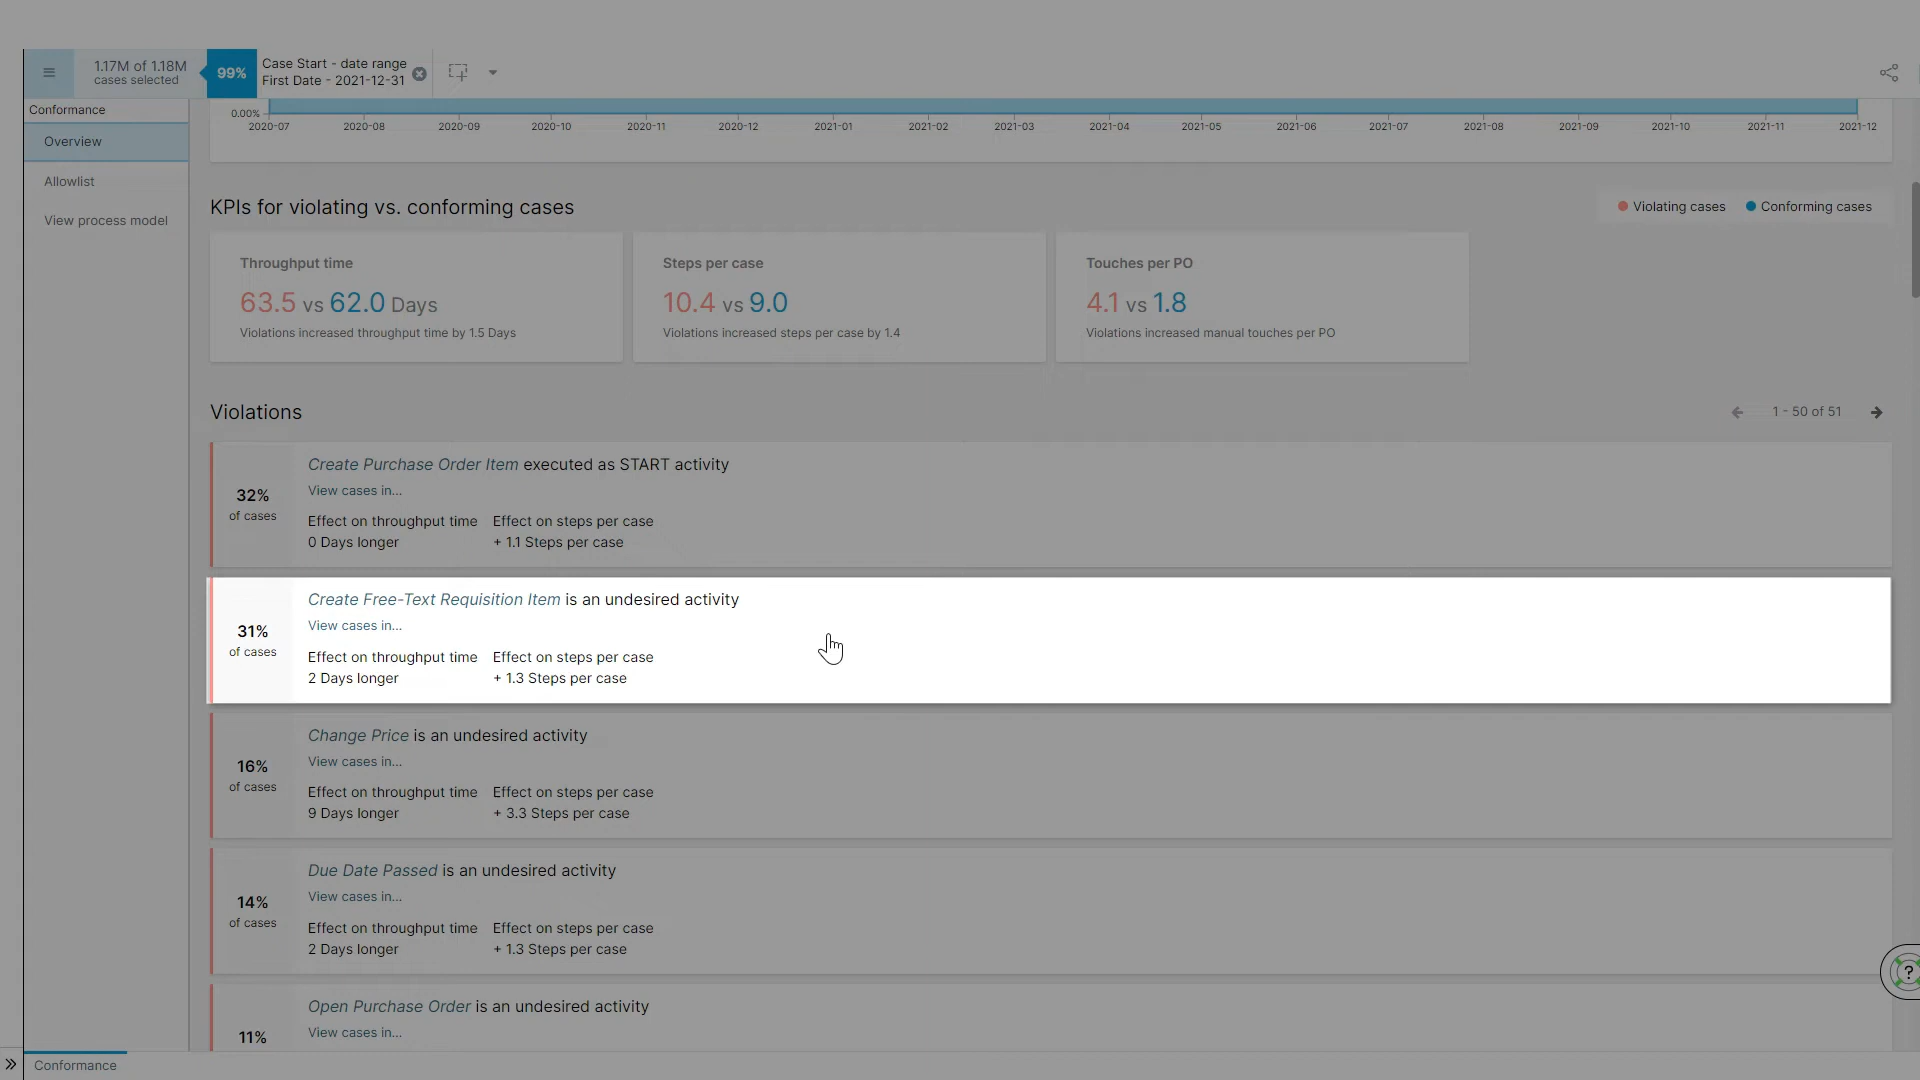 1.17M of 1.18M
cases selected
99%
Case Start - date range
First Date - 2021-12-31
Conformance
Overview
Allowlist
View process model
0.00%
2020-07 2020-08 2020-09 2020-10 2020-11 2020-12 2021-01 2021-02 2021-03 2021-04 2021-05 2021-06 2021-07 2021-08 2021-09 2021-10 2021-11 2021-12
KPIs for violating vs. conforming cases
Violating cases Conforming cases
Throughput time
63.5 vs 62.0 Days
Violations increased throughput time by 1.5 Days
Steps per case
10.4 vs 9.0
Violations increased steps per case by 1.4
Touches per PO
4.1 vs 1.8
Violations increased manual touches per PO
Violations
1 - 50 of 51
32%
of cases
Create Purchase Order Item executed as START activity
View cases in...
Effect on throughput time Effect on steps per case
0 Days longer + 1.1 Steps per case
31%
of cases
Create Free-Text Requisition Item is an undesired activity
View cases in...
Effect on throughput time Effect on steps per case
2 Days longer + 1.3 Steps per case
16%
of cases
Change Price is an undesired activity
View cases in...
Effect on throughput time Effect on steps per case
9 Days longer + 3.3 Steps per case
14%
of cases
Due Date Passed is an undesired activity
View cases in...
Effect on throughput time Effect on steps per case
2 Days longer + 1.3 Steps per case
11%
Open Purchase Order is an undesired activity
View cases in...
?
Conformance